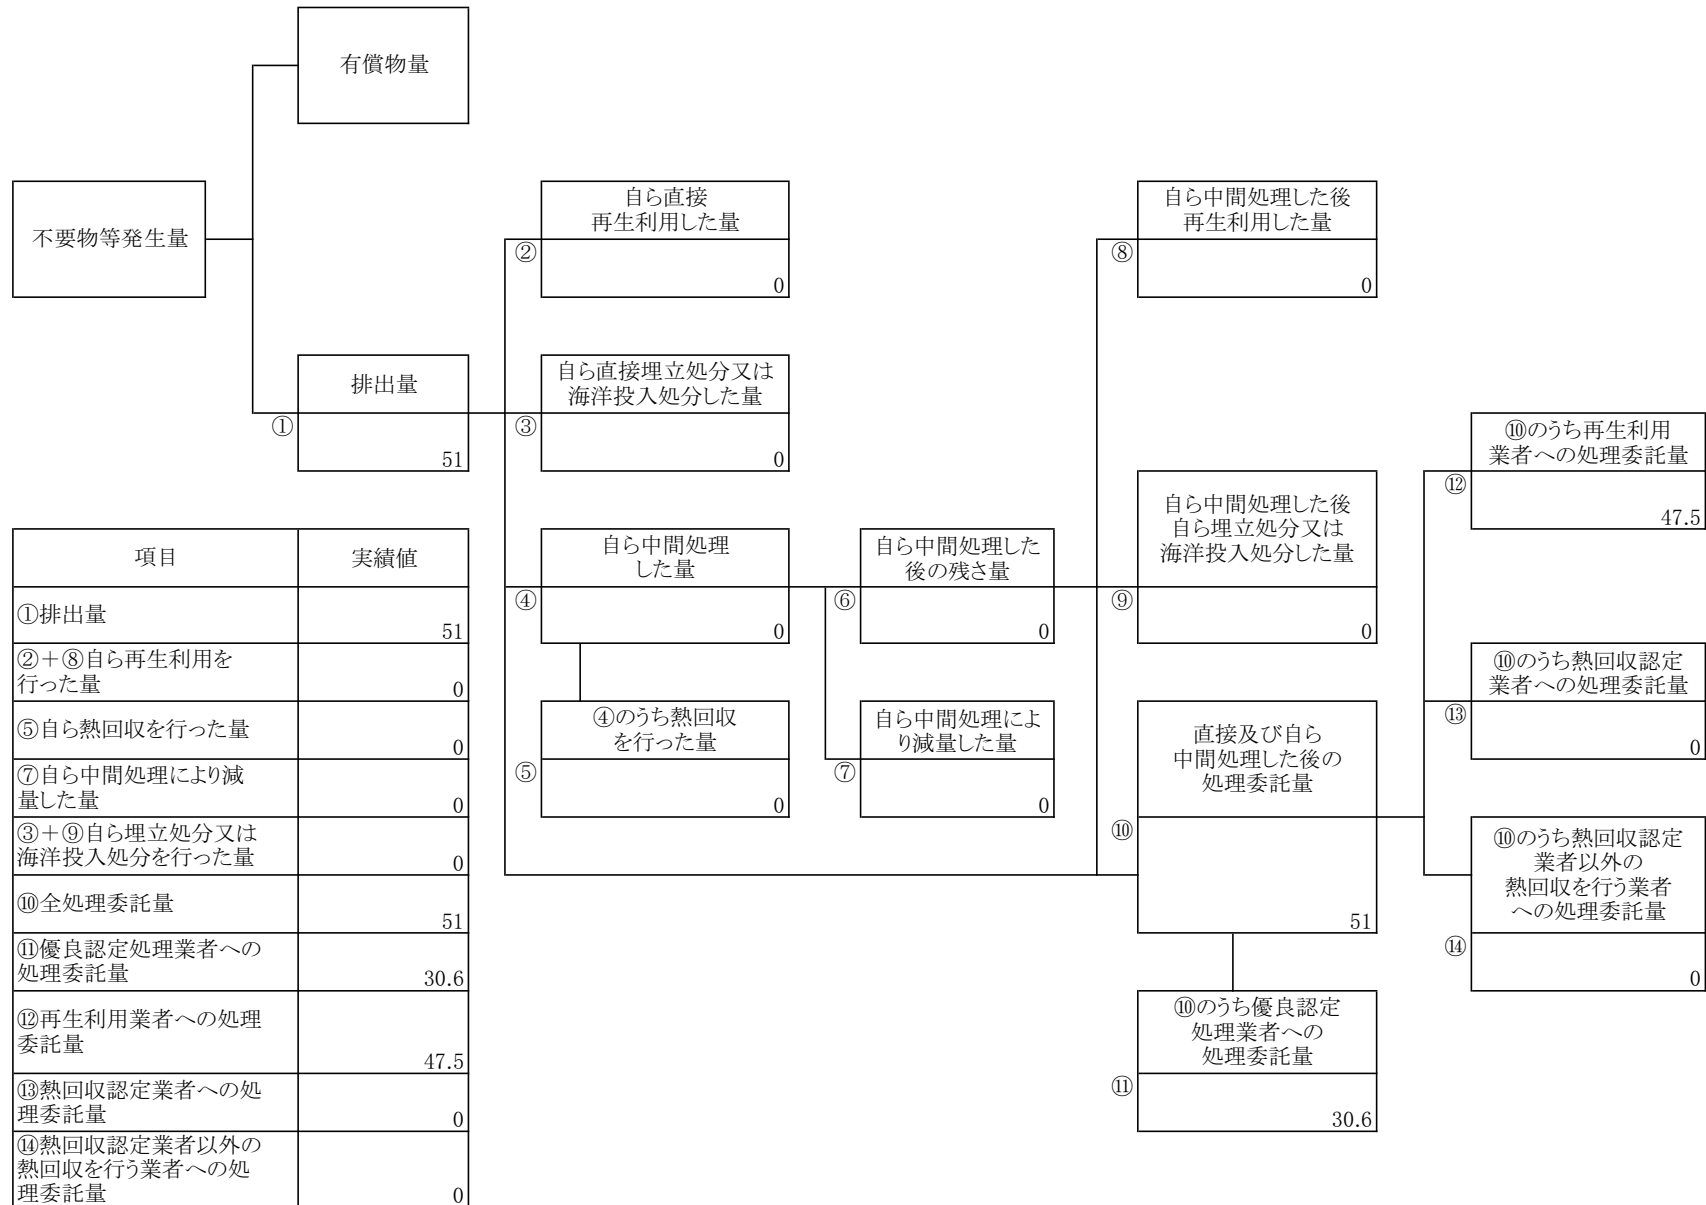 有償物量
不要物等発生量
自ら直接
再生利用した量
②
0
自ら中間処理した後
再生利用した量
⑧
0
排出量
①
51
自ら直接埋立処分又は
海洋投入処分した量
③
0
⑩のうち再生利用
業者への処理委託量
⑫
47.5
自ら中間処理
した量
④
0
自ら中間処理した
後の残さ量
⑥
0
自ら中間処理した後
自ら埋立処分又は
海洋投入処分した量
⑨
0
⑩のうち熱回収認定
業者への処理委託量
⑬
0
④のうち熱回収
を行った量
⑤
0
自ら中間処理によ
り減量した量
⑦
0
直接及び自ら
中間処理した後の
処理委託量
⑩
51
⑩のうち熱回収認定
業者以外の
熱回収を行う業者
への処理委託量
⑭
0
⑩のうち優良認定
処理業者への
処理委託量
⑪
30.6
項目
実績値
①排出量
51
②+⑧自ら再生利用を
行った量
0
⑤自ら熱回収を行った量
0
⑦自ら中間処理により減
量した量
0
③+⑨自ら埋立処分又は
海洋投入処分を行った量
0
⑩全処理委託量
51
⑪優良認定処理業者への
処理委託量
30.6
⑫再生利用業者への処理
委託量
47.5
⑬熱回収認定業者への処
理委託量
0
⑭熱回収認定業者以外の
熱回収を行う業者への処
理委託量
0